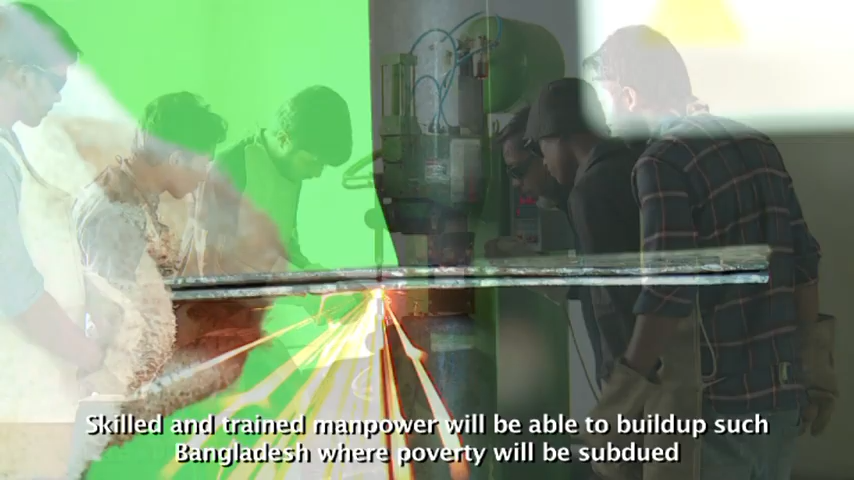 Skilled and trained manpower will be able to buildup such
Bangladesh where poverty will be subdued